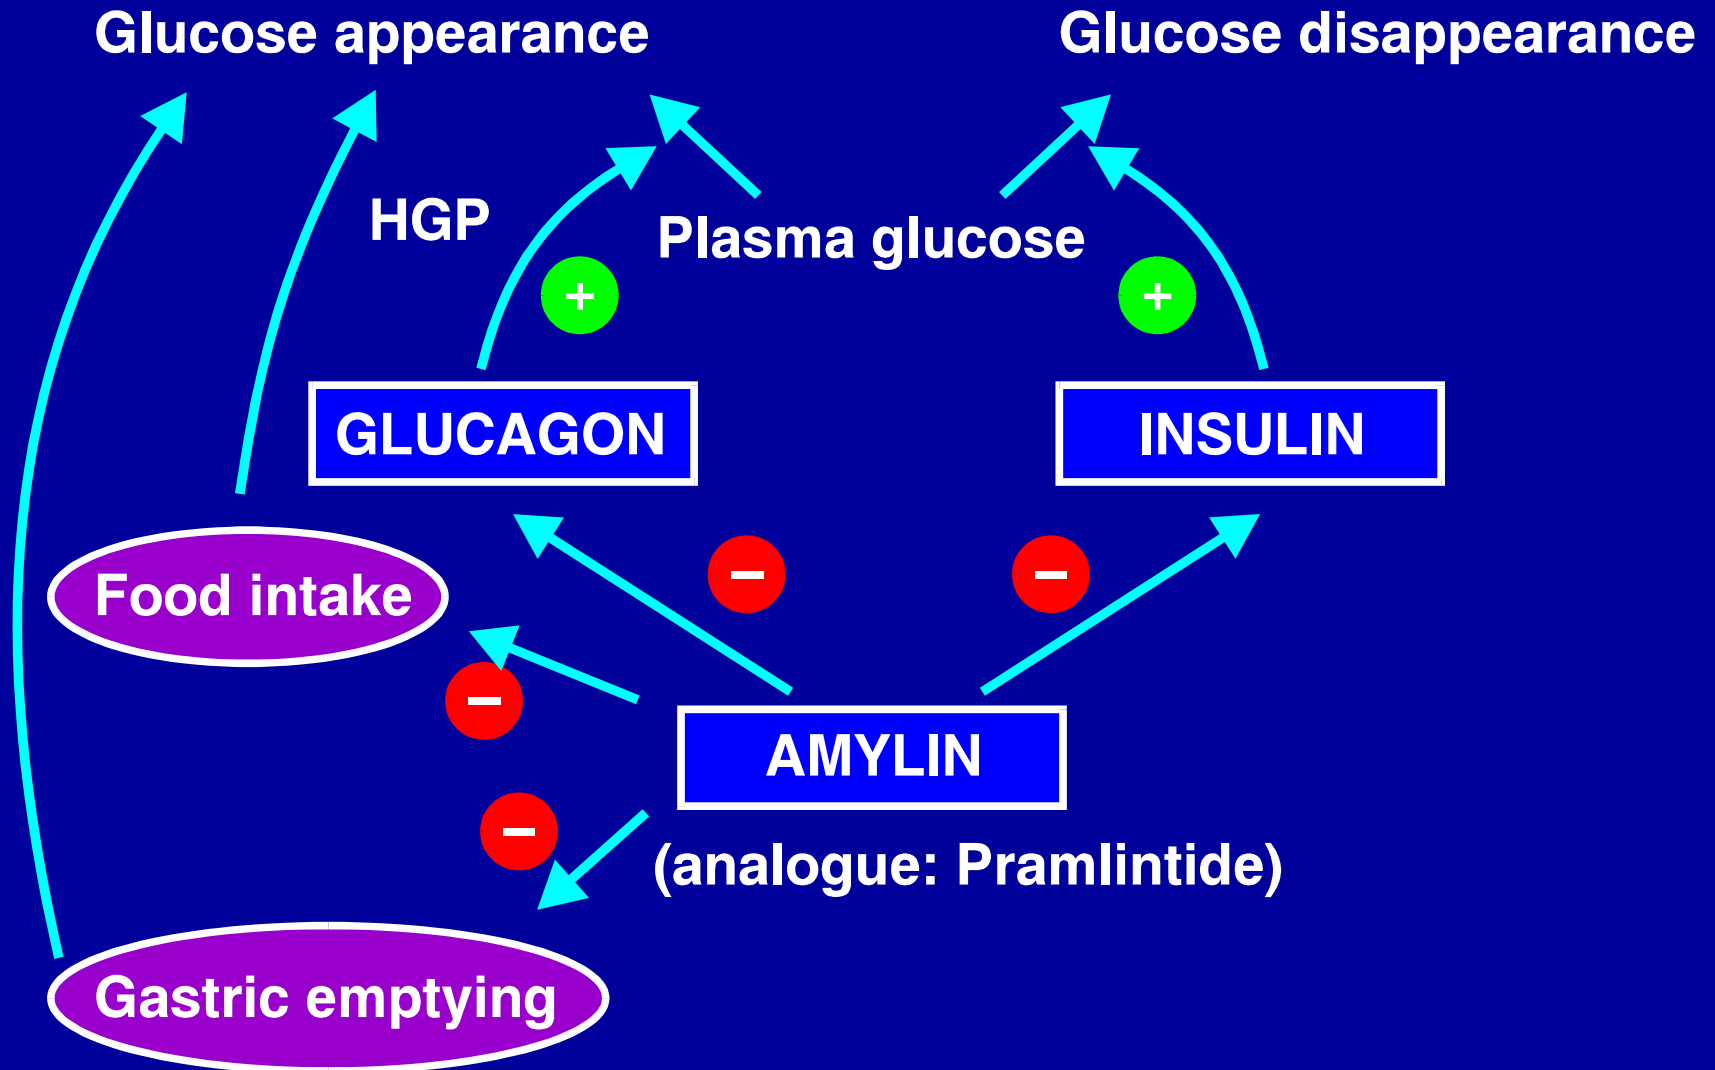 Glucose appearance
Glucose disappearance
HGP
Plasma glucose
+
+
GLUCAGON
INSULIN
−
−
Food intake
−
AMYLIN
−
(analogue: Pramlintide)
Gastric emptying